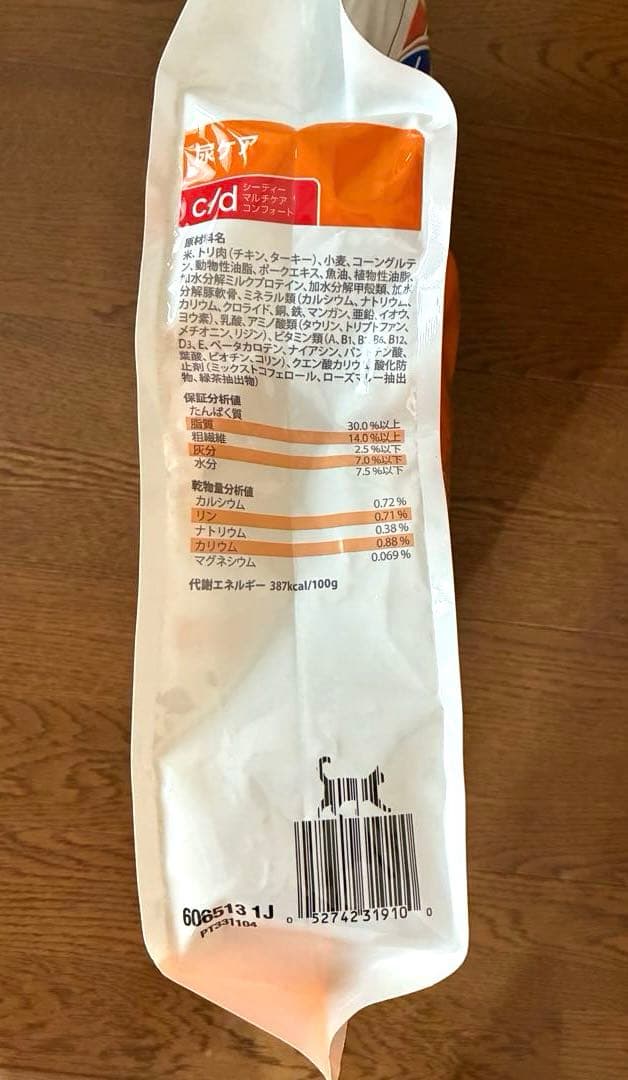 尿ケア
c/d
シーディー
マルチケア
コンフォート
原材料名
米、トリ肉(チキン、ターキー)、小麦、コーングルテ
ン、動物性油脂、ポークエキス、魚油、植物性油脂、
加水分解ミルクプロテイン、加水分解甲殻類、加水
分解豚軟骨、ミネラル類(カルシウム、ナトリウム、
カリウム、クロライド、銅、鉄、マンガン、亜鉛、イオウ、
ヨウ素)、乳酸、アミノ酸類(タウリン、トリプトファン、
メチオニン、リジン)、ビタミン類(A、B1、B2、B6、B12、
D3、E、ベータカロテン、ナイアシン、パントテン酸、
葉酸、ビオチン、コリン)、クエン酸カリウム、酸化防
止剤(ミックストコフェロール、ローズマリー抽出
物、緑茶抽出物)
保証分析値
たんぱく質 30.0%以上
脂質 14.0%以上
粗繊維 2.5%以下
灰分 7.0%以下
水分 7.5%以下
乾物量分析値
カルシウム 0.72%
リン 0.71%
ナトリウム 0.38%
カリウム 0.88%
マグネシウム 0.069%
代謝エネルギー 387kcal/100g
606513 1J
PT331104
0 52742 31910 0